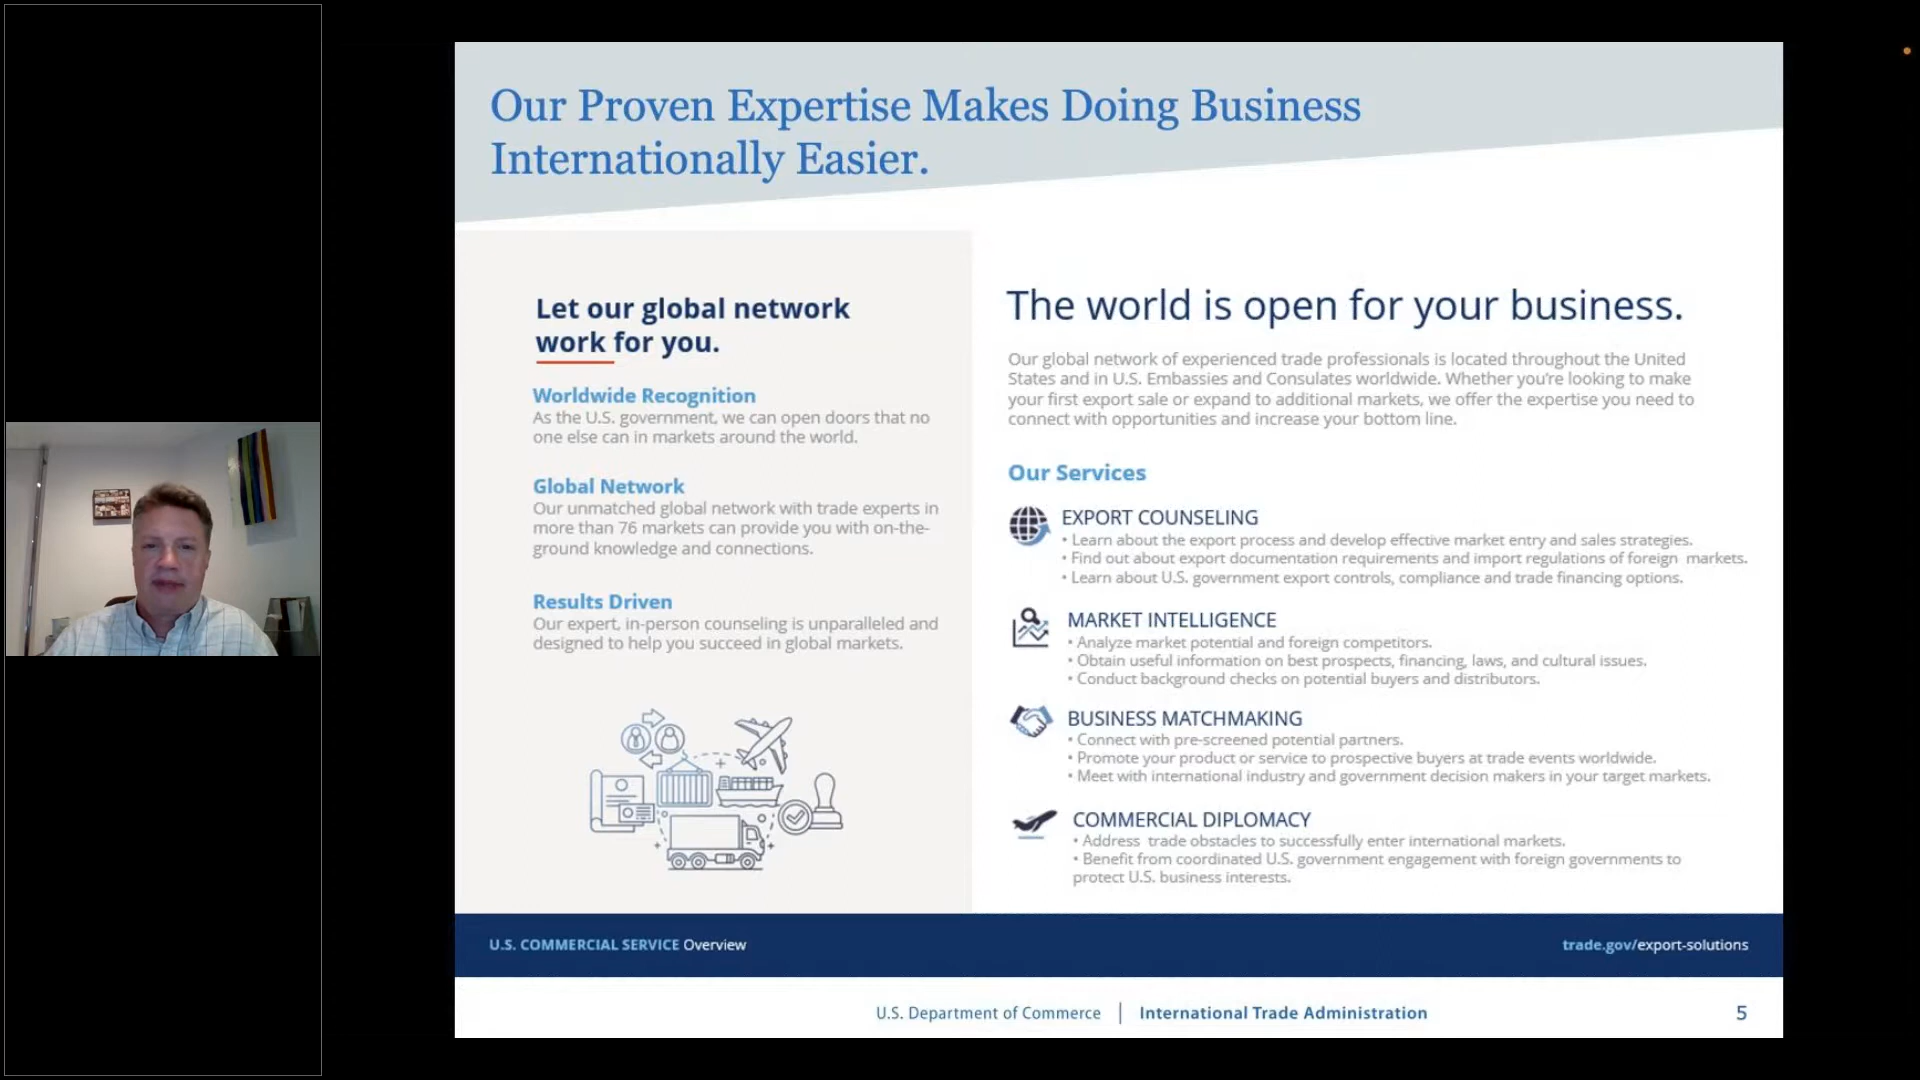 Our Proven Expertise Makes Doing Business
Internationally Easier.
Let our global network
work for you.
Worldwide Recognition
As the U.S. government, we can open doors that no
one else can in markets around the world.
Global Network
Our unmatched global network with trade experts in
more than 76 markets can provide you with on-the-
ground knowledge and connections.
Results Driven
Our expert, in-person counseling is unparalleled and
designed to help you succeed in global markets.
The world is open for your business.
Our global network of experienced trade professionals is located throughout the United
States and in U.S. Embassies and Consulates worldwide. Whether you're looking to make
your first export sale or expand to additional markets, we offer the expertise you need to
connect with opportunities and increase your bottom line.
Our Services
EXPORT COUNSELING
• Learn about the export process and develop effective market entry and sales strategies.
• Find out about export documentation requirements and import regulations of foreign markets.
• Learn about U.S. government export controls, compliance and trade financing options.
MARKET INTELLIGENCE
• Analyze market potential and foreign competitors.
• Obtain useful information on best prospects, financing, laws, and cultural issues.
• Conduct background checks on potential buyers and distributors.
BUSINESS MATCHMAKING
• Connect with pre-screened potential partners.
• Promote your product or service to prospective buyers at trade events worldwide.
• Meet with international industry and government decision makers in your target markets.
COMMERCIAL DIPLOMACY
• Address trade obstacles to successfully enter international markets.
• Benefit from coordinated U.S. government engagement with foreign governments to
protect U.S. business interests.
U.S. COMMERCIAL SERVICE Overview
trade.gov/export-solutions
U.S. Department of Commerce | International Trade Administration
5